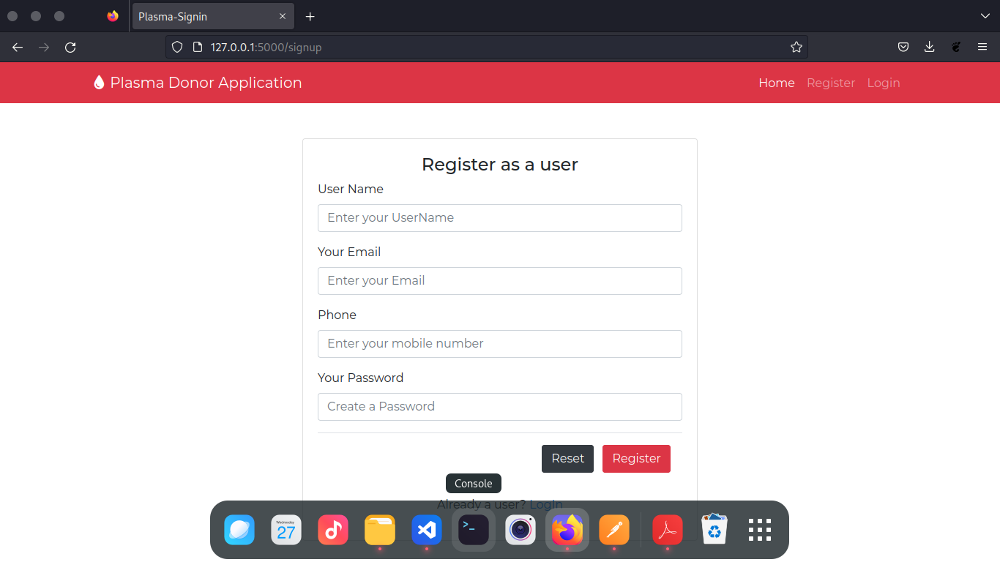 Plasma-Signin
127.0.0.1:5000/signup
Plasma Donor Application
Home Register Login
Register as a user
User Name
Enter your UserName
Your Email
Enter your Email
Phone
Enter your mobile number
Your Password
Create a Password
Reset Register
Console
Already a user? Login
Wednesday
27
>_